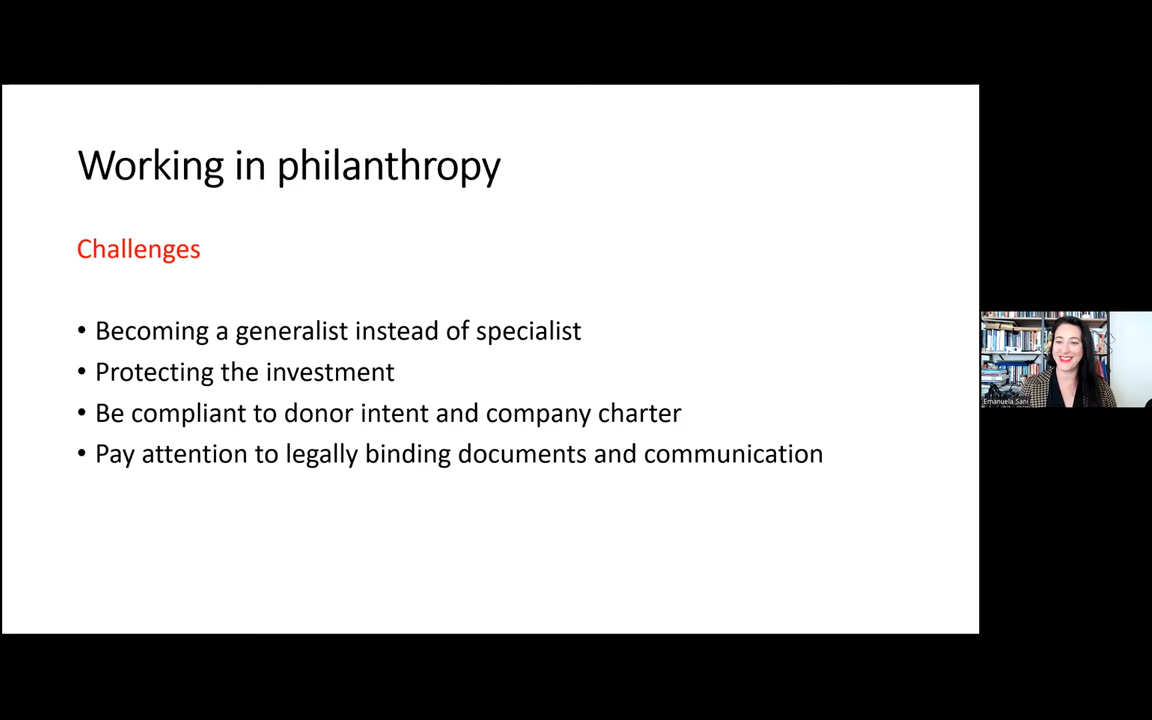 Working in philanthropy
Challenges
• Becoming a generalist instead of specialist
• Protecting the investment
• Be compliant to donor intent and company charter
• Pay attention to legally binding documents and communication
Emanuela Sani